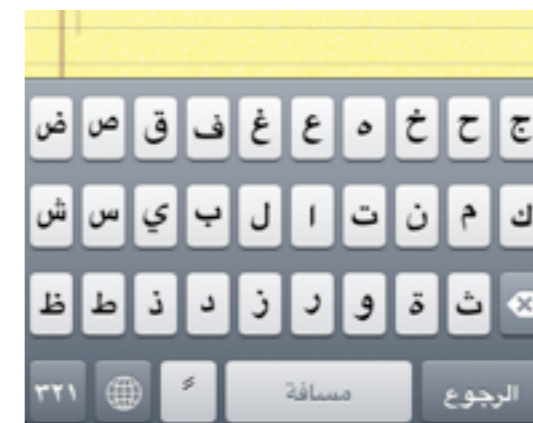 ض ص ق ف غ ع ه خ ح ج
ش س ي ب ل ا ت ن م ك
ظ ط ذ د ز ر و ة ث
٣٢١ مسافة الرجوع